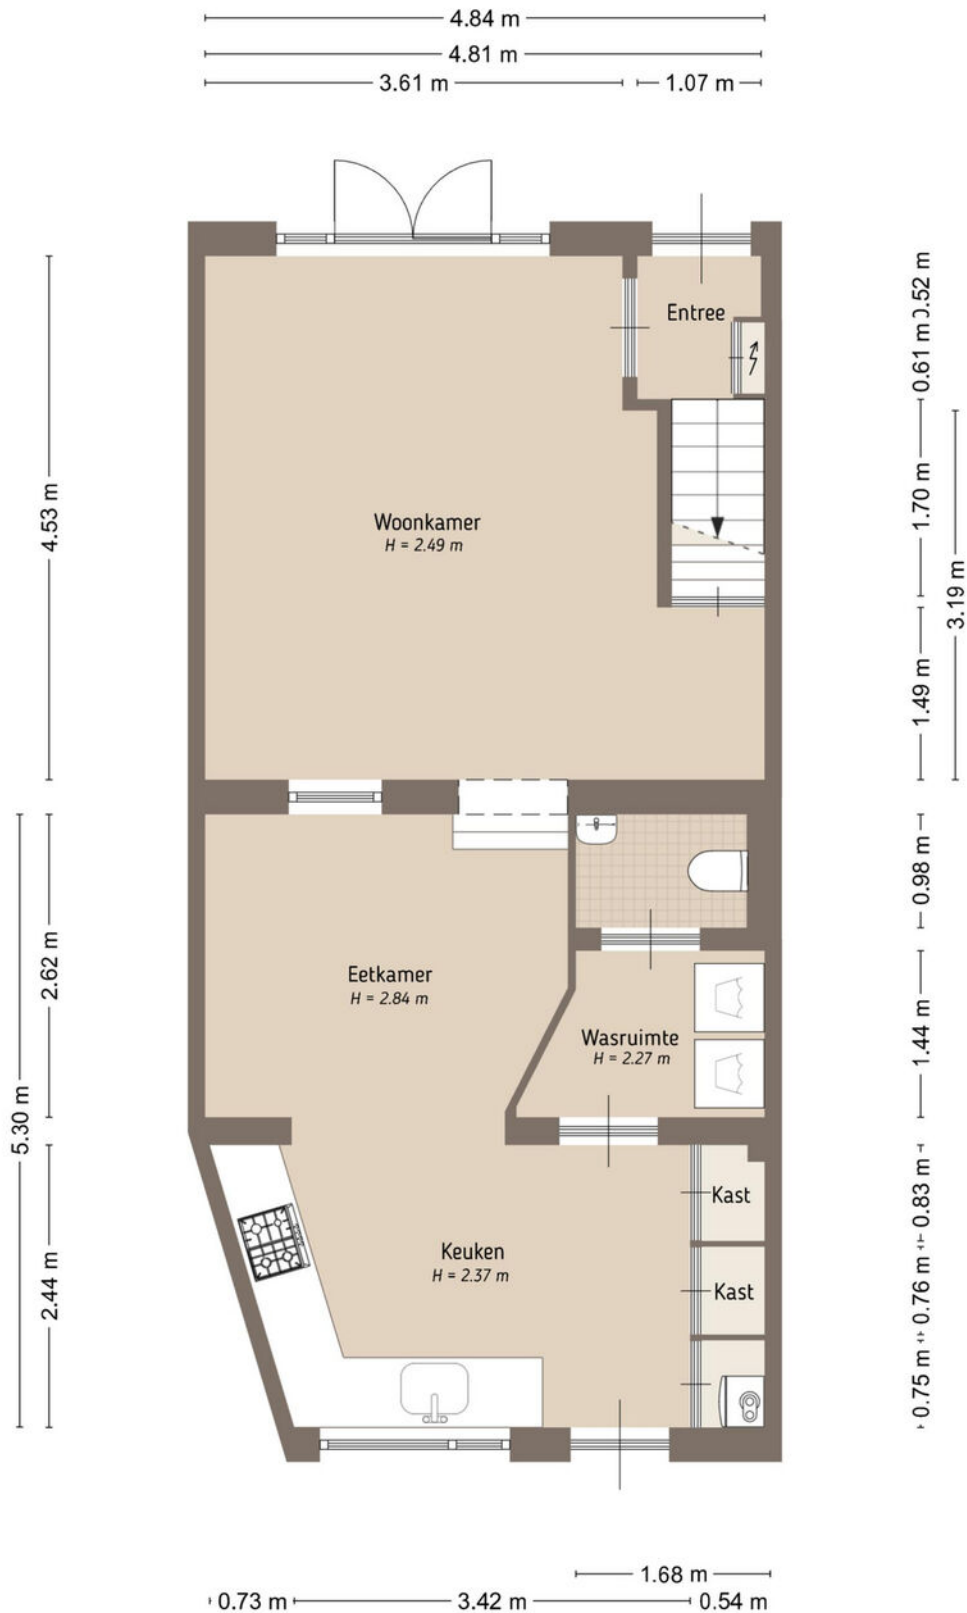 4.84 m
4.81 m
3.61 m
1.07 m
Entree
0.61 m
0.52 m
4.53 m
Woonkamer
H = 2.49 m
1.70 m
3.19 m
1.49 m
0.98 m
2.62 m
Eetkamer
H = 2.84 m
Wasruimte
H = 2.27 m
1.44 m
5.30 m
Kast
0.83 m
2.44 m
Keuken
H = 2.37 m
Kast
0.76 m
0.75 m
1.68 m
0.73 m
3.42 m
0.54 m